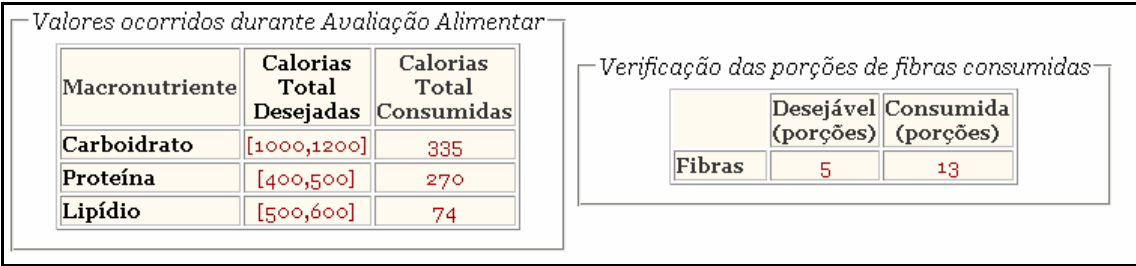 Valores ocorridos durante Avaliação Alimentar
Macronutriente Calorias Total Desejadas Calorias Total Consumidas
Carboidrato [1000,1200] 335
Proteína [400,500] 270
Lipídio [500,600] 74
Verificação das porções de fibras consumidas
Desejável (porções) Consumida (porções)
Fibras 5 13